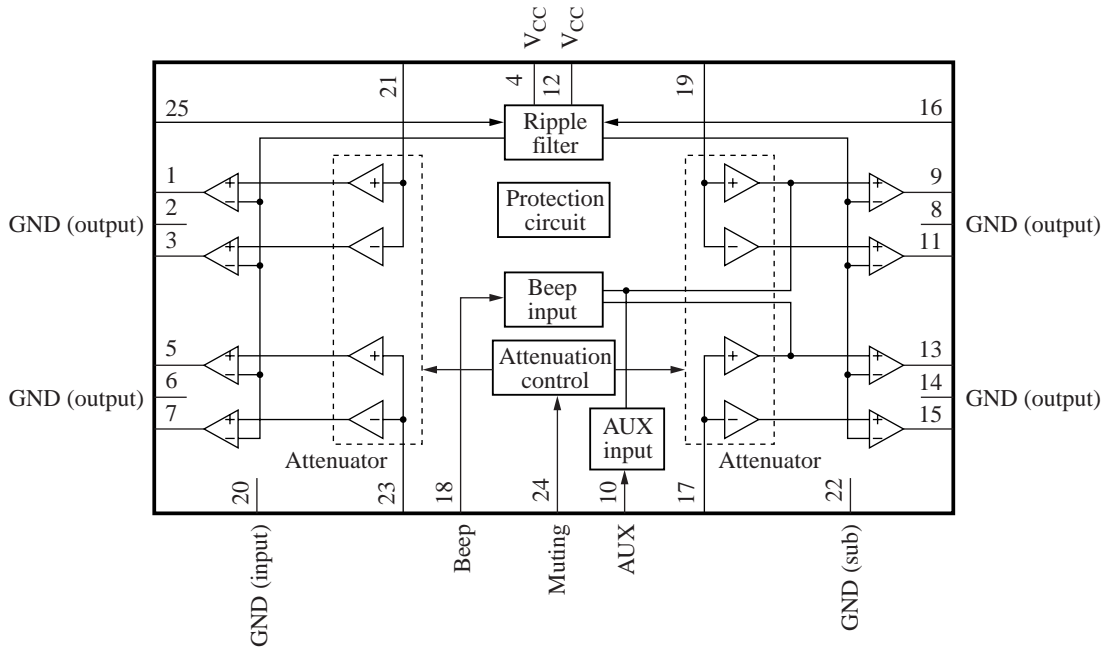 VCC
VCC
21
4
12
19
25
Ripple
filter
16
1
+
−
+
+
+
−
9
GND (output)
2
Protection
circuit
8
GND (output)
3
+
−
−
−
+
−
11
Beep
input
5
+
−
+
Attenuation
control
+
+
−
13
GND (output)
6
14
GND (output)
7
+
−
−
AUX
input
−
+
−
15
Attenuator
Attenuator
20
23
18
24
10
17
22
GND (input)
Beep
Muting
AUX
GND (sub)